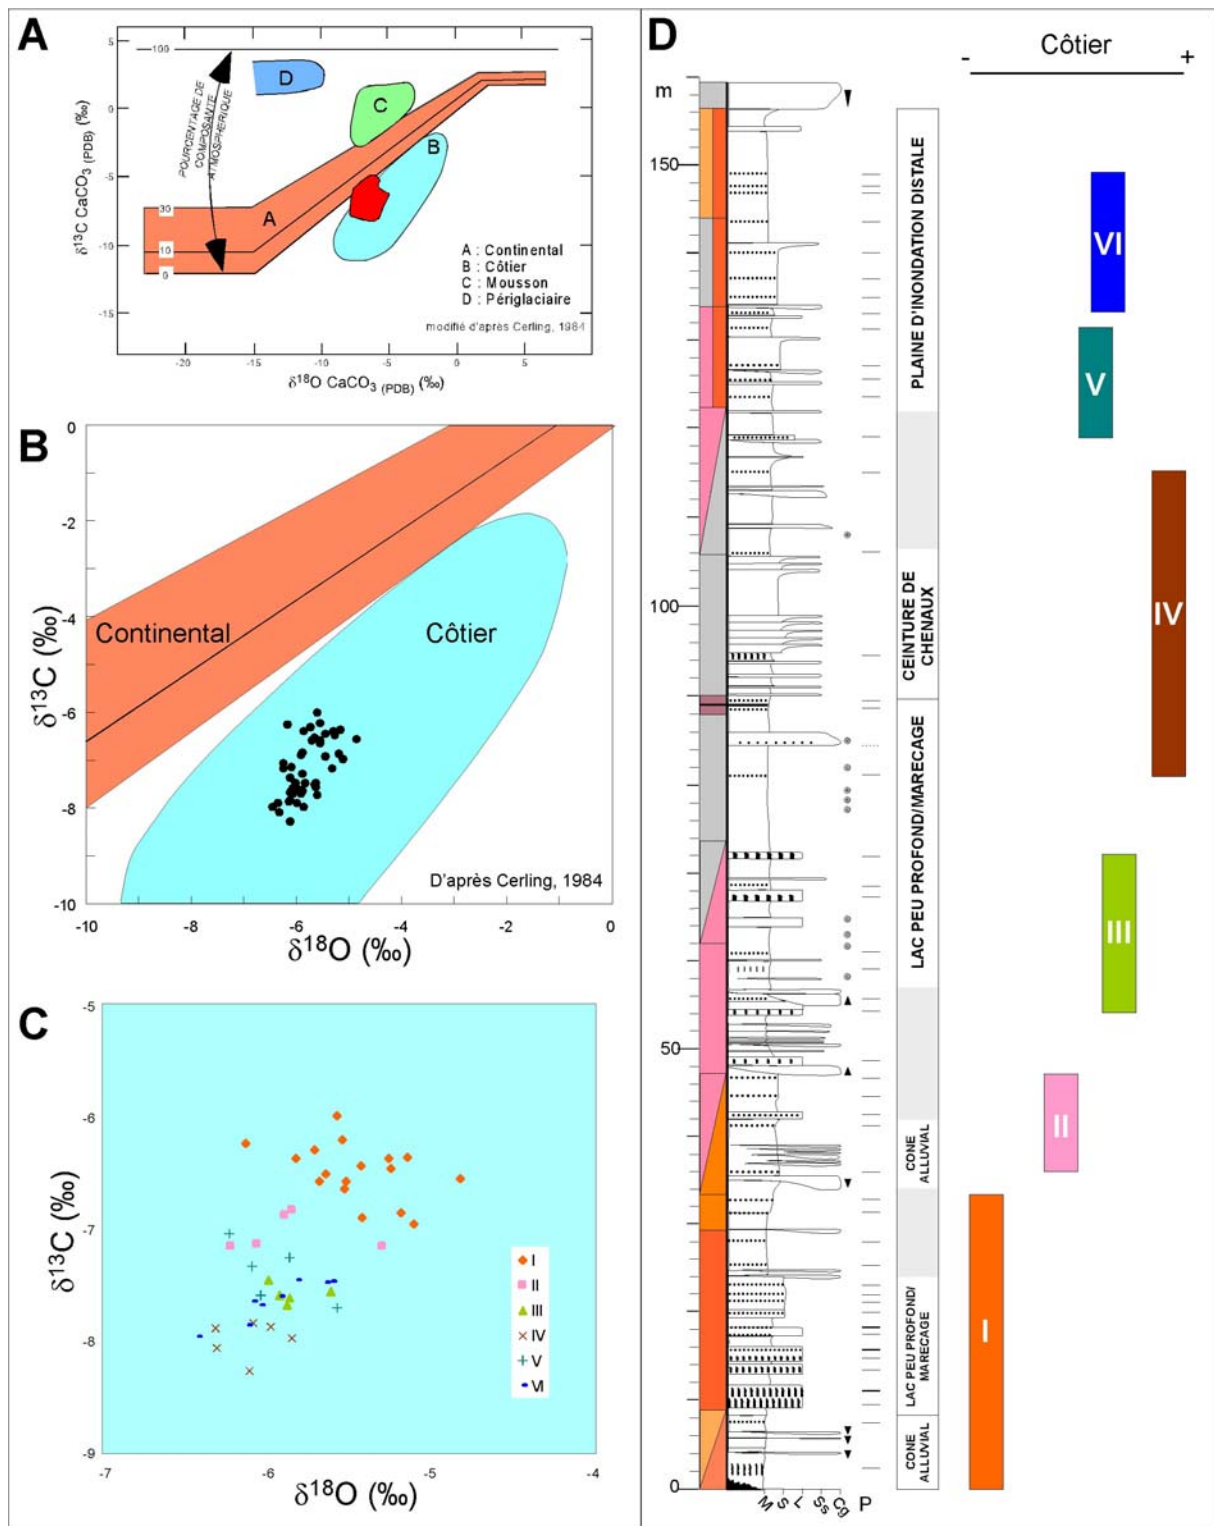 A
5
0
-5
-10
-15
100
30
10
0
POURCENTAGE DE
COMPOSANTE
ATMOSPHERIQUE
D
C
B
A
A : Continental
B : Côtier
C : Mousson
D : Périglaciaire
modifié d'après Cerling, 1984
-20
-15
-10
-5
0
5
δ13C CaCO3 (PDB) (‰)
δ18O CaCO3 (PDB) (‰)
B
0
-2
-4
-6
-8
-10
Continental
Côtier
D'après Cerling, 1984
-10
-8
-6
-4
-2
0
δ13C (‰)
δ18O (‰)
C
-5
-6
-7
-8
-9
I
II
III
IV
V
VI
-7
-6
-5
-4
δ13C (‰)
δ18O (‰)
D
Côtier
-
+
m
150
100
50
0
M
S
L
Ss
Cg
P
PLAINE D'INONDATION DISTALE
CEINTURE DE
CHENAUX
LAC PEU PROFOND/MARECAGE
CONE
ALLUVIAL
LAC PEU PROFOND/
MARECAGE
CONE
ALLUVIAL
VI
V
IV
III
II
I